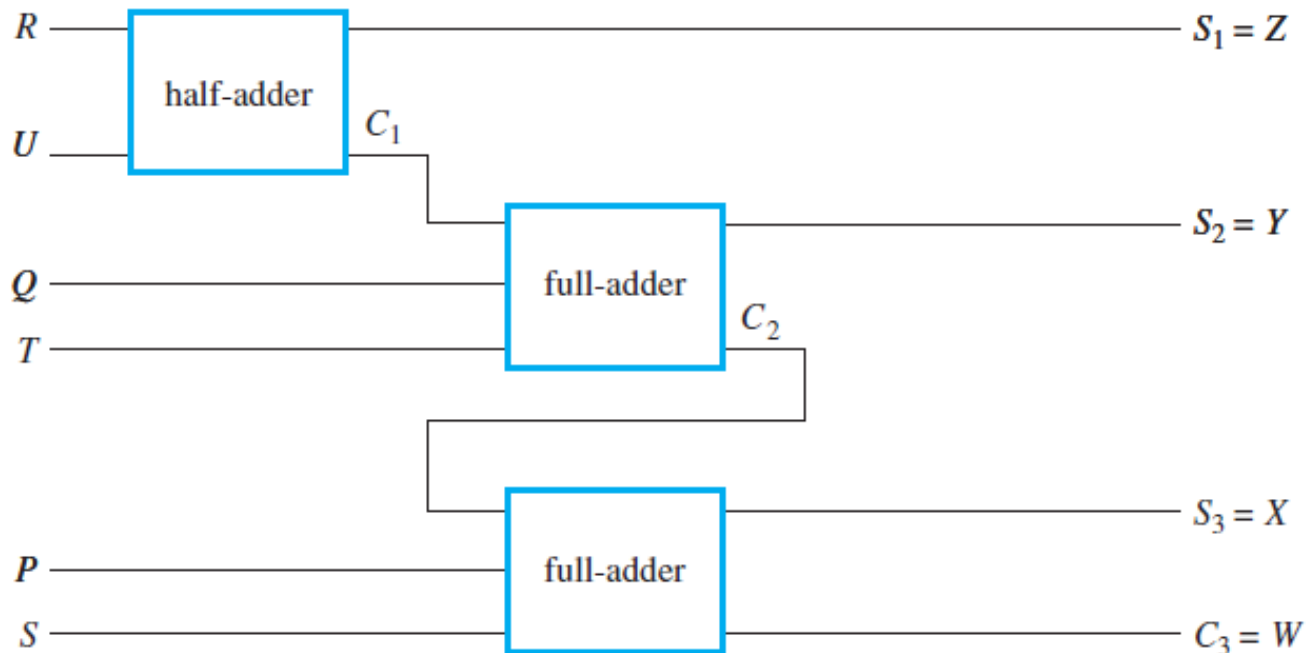 R
S₁ = Z
half-adder
C₁
U
S₂ = Y
Q
full-adder
C₂
T
S₃ = X
P
full-adder
S
C₃ = W